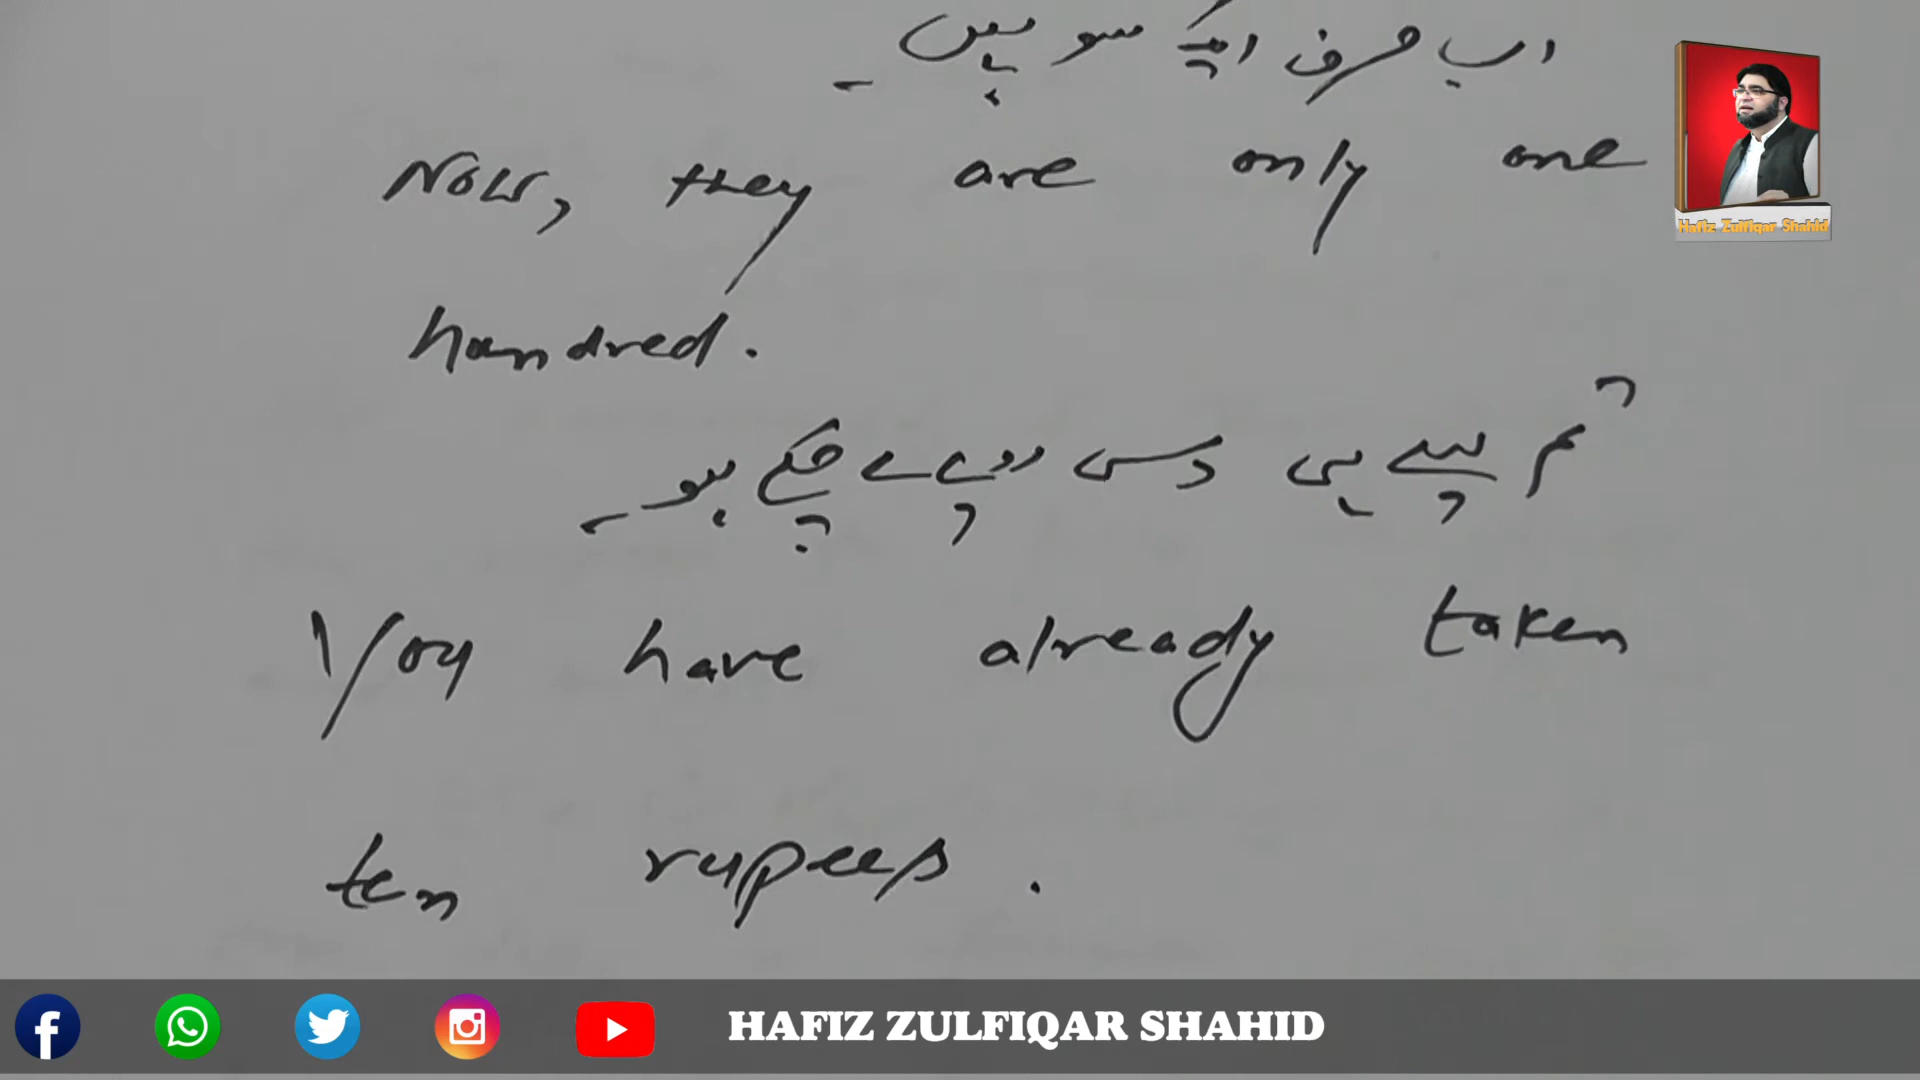 اب صرف ایک سو ہیں۔
Now, they are only one
hundred.
تم پہلے ہی دس روپے لے چکے ہو۔
You have already taken
ten rupees.
Hafiz Zulfiqar Shahid
HAFIZ ZULFIQAR SHAHID